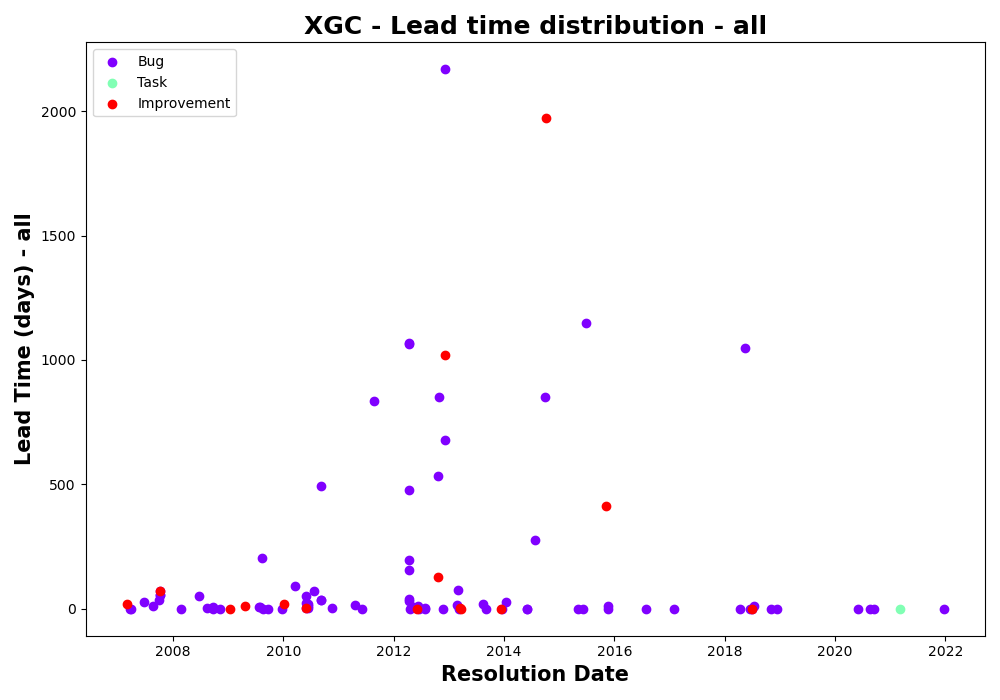 XGC - Lead time distribution - all
Bug
Task
Improvement
Lead Time (days) - all
2000
1500
1000
500
0
2008 2010 2012 2014 2016 2018 2020 2022
Resolution Date